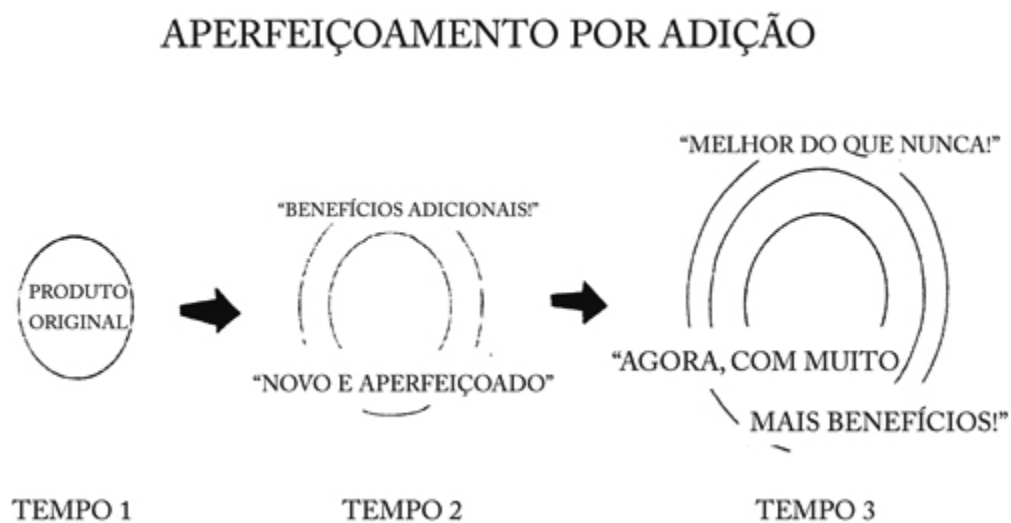 APERFEIÇOAMENTO POR ADIÇÃO
PRODUTO
ORIGINAL
"BENEFÍCIOS ADICIONAIS!"
"NOVO E APERFEIÇOADO"
"MELHOR DO QUE NUNCA!"
"AGORA, COM MUITO
MAIS BENEFÍCIOS!"
TEMPO 1
TEMPO 2
TEMPO 3